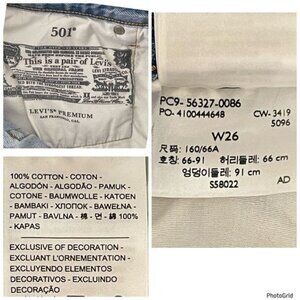 501®
This is a pair of Levi's
LEVI'S® PREMIUM
SAN FRANCISCO, CAL.
PC9- 56327-0086
PO- 4100444648 CW- 3419
5096
W26
尺碼: 160/66A
호칭: 66-91 허리둘레: 66 cm
엉덩이둘레: 91 cm
S58022 AD
100% COTTON - COTON -
ALGODÓN - ALGODÃO - PAMUK -
COTONE - BAUMWOLLE - KATOEN
- BAMBAKI - ХЛОПОК - BAWEŁNA -
PAMUT - BAVLNA - 棉 - 면 - 綿 100%
- KAPAS
EXCLUSIVE OF DECORATION -
EXCLUANT L'ORNEMENTATION -
EXCLUYENDO ELEMENTOS
DECORATIVOS - EXCLUINDO
DECORAÇÃO -
PhotoGrid